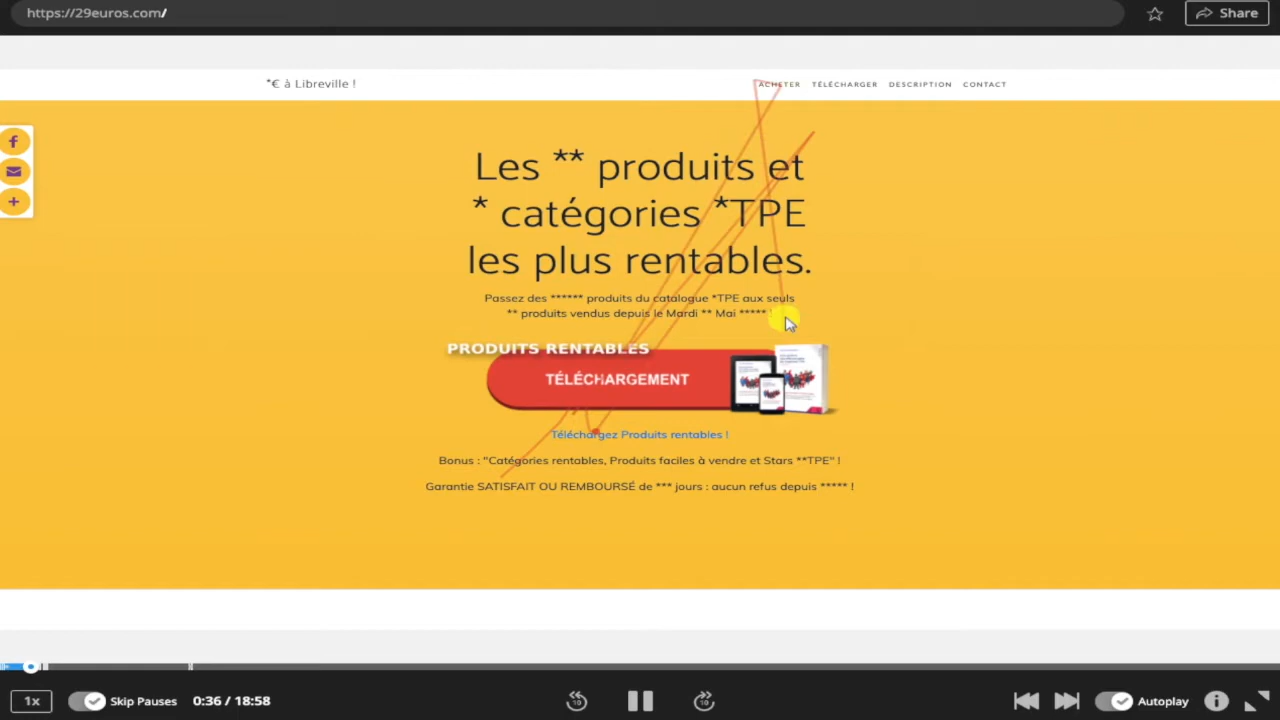 https://29euros.com/
Share
*€ à Libreville !
ACHETER TÉLÉCHARGER DESCRIPTION CONTACT
Les ** produits et
* catégories *TPE
les plus rentables.
Passez des ****** produits du catalogue *TPE aux seuls
** produits vendus depuis le Mardi ** Mai ***** !
PRODUITS RENTABLES
TÉLÉCHARGEMENT
Téléchargez Produits rentables !
Bonus : "Catégories rentables, Produits faciles à vendre et Stars **TPE" !
Garantie SATISFAIT OU REMBOURSÉ de *** jours : aucun refus depuis ***** !
1x Skip Pauses 0:36 / 18:58 10 10 Autoplay